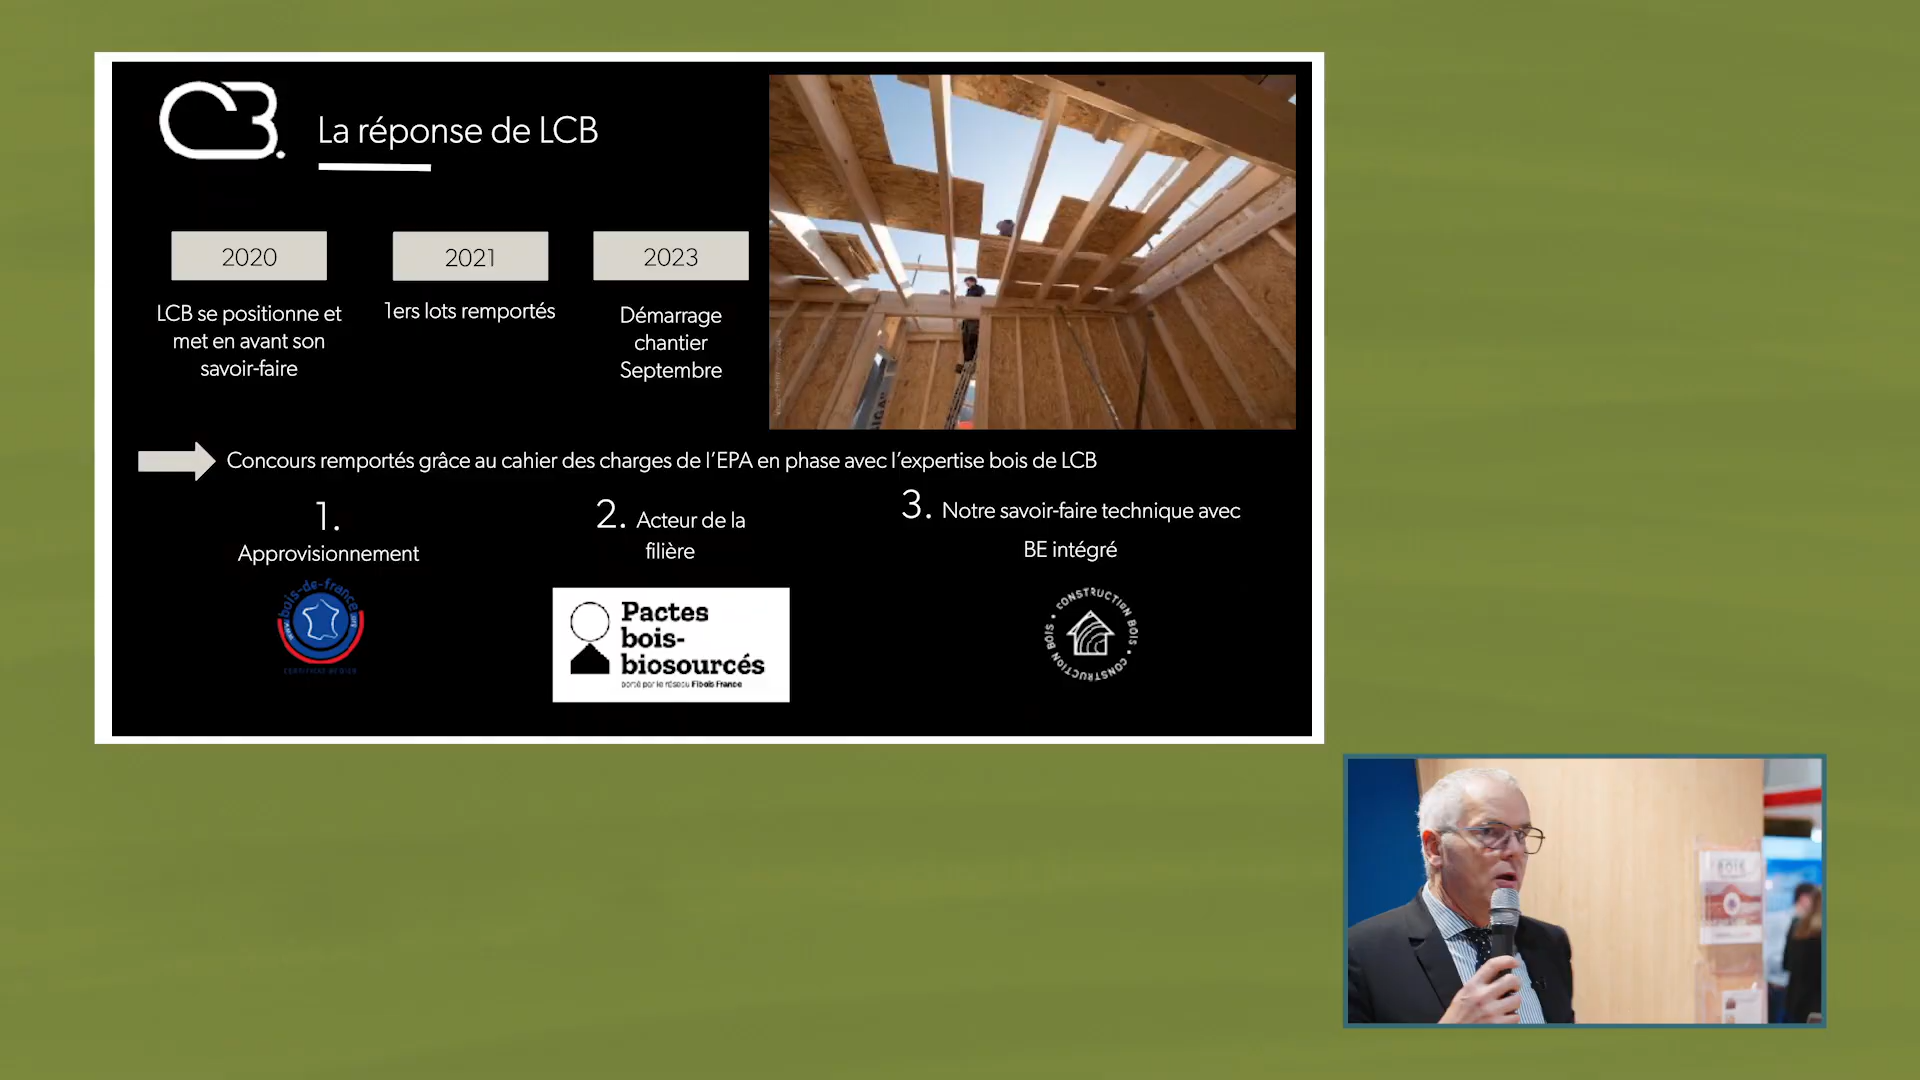 La réponse de LCB
2020
2021
2023
LCB se positionne et
met en avant son
savoir-faire
1ers lots remportés
Démarrage
chantier
Septembre
Concours remportés grâce au cahier des charges de l'EPA en phase avec l'expertise bois de LCB
1.
Approvisionnement
2. Acteur de la
filière
3. Notre savoir-faire technique avec
BE intégré
bois-de-france
Pactes
bois-
biosourcés
porté par le réseau Fibois France
CONSTRUCTION BOIS • CONSTRUCTION BOIS •
BOIS